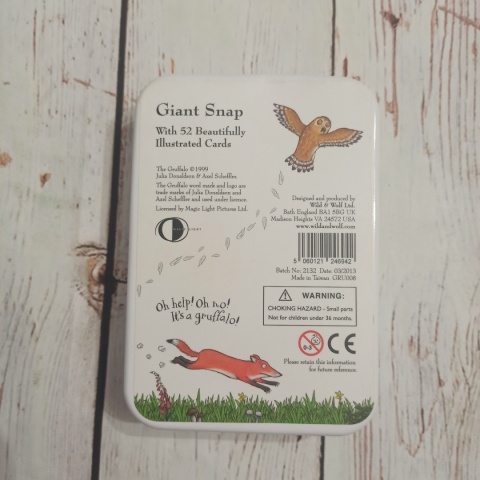 Giant Snap
With 52 Beautifully
Illustrated Cards
The Gruffalo ©1999
Julia Donaldson & Axel Scheffler
The Gruffalo word mark and logo are
trade marks of Julia Donaldson
and Axel Scheffler and used under licence.
Licensed by Magic Light Pictures Ltd.
Designed and produced by
Wild & Wolf Ltd.
Bath England BA2 3BG UK
Madison Heights VA 24572 USA
www.wildandwolf.com
5 060121 246942
Batch No: 2132 Date: 03/2013
Made in Taiwan GRU008
WARNING:
CHOKING HAZARD - Small parts
Not for children under 36 months.
0-3
CE
Please retain this information
for future reference.
Oh help! Oh no!
It's a gruffalo!